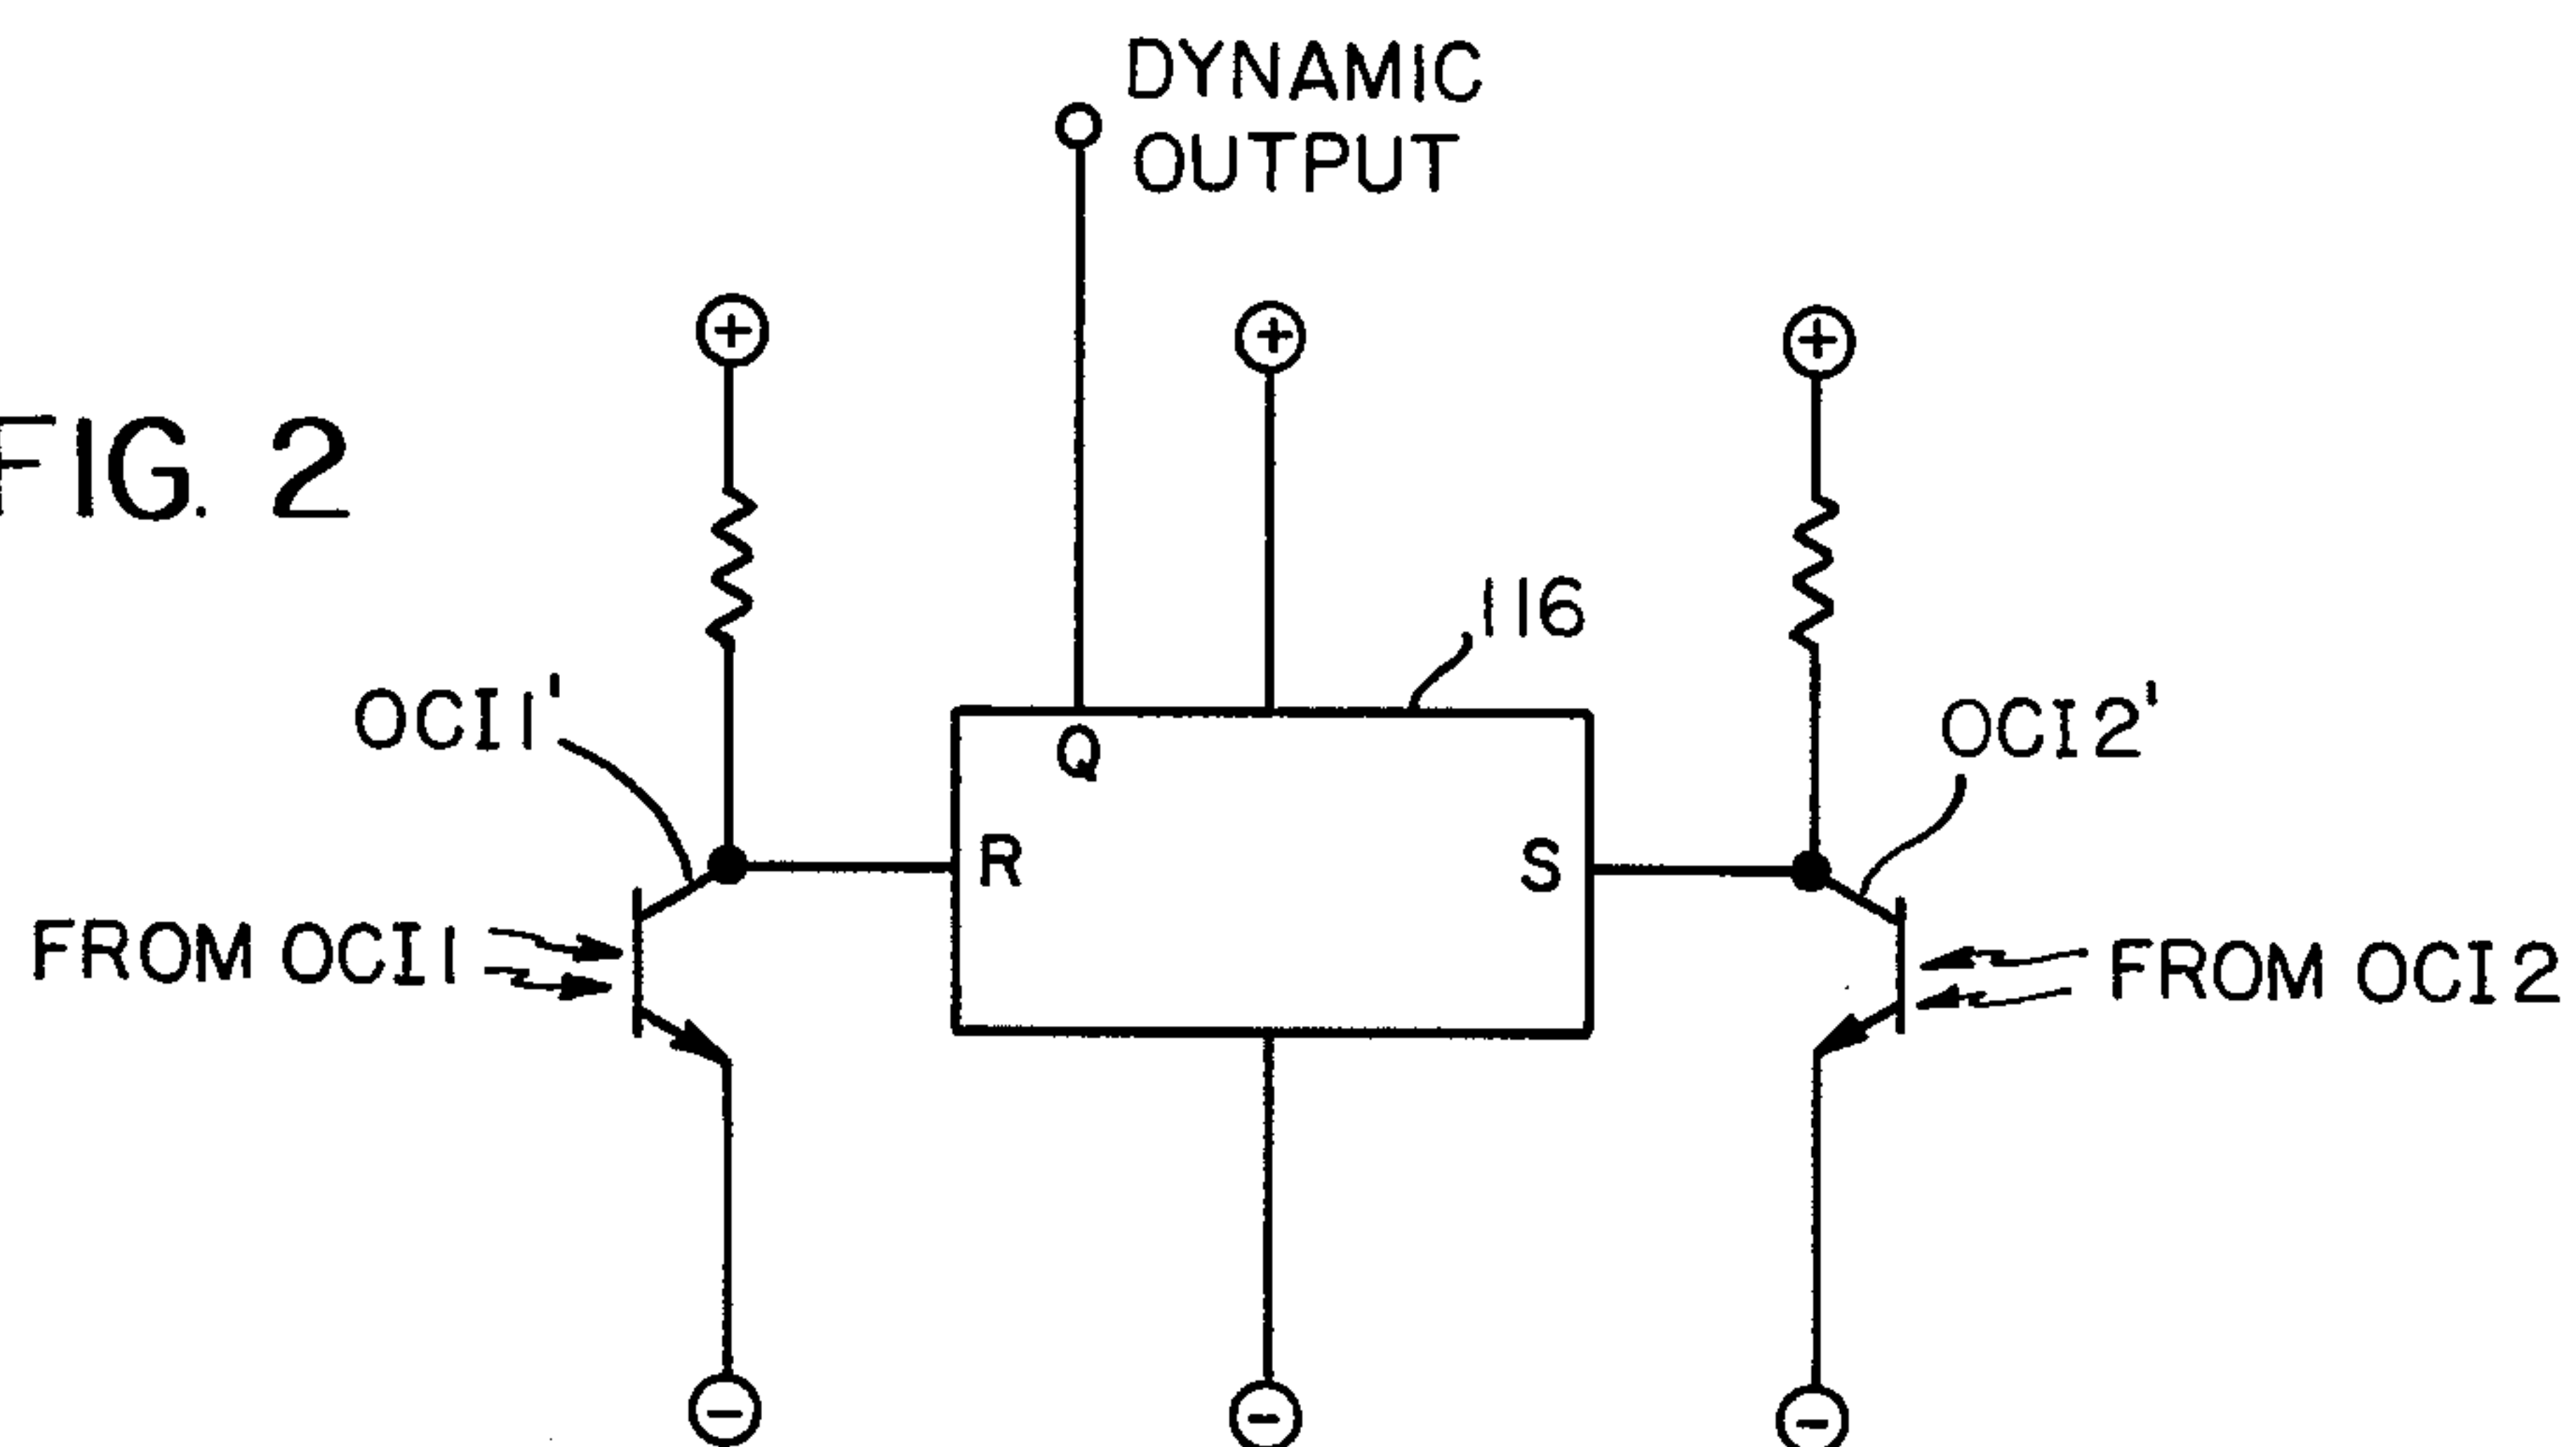 DYNAMIC
OUTPUT
+
+
+
FIG. 2
116
OCI1'
OCI2'
Q
R
S
FROM OCI1
FROM OCI2
-
-
-